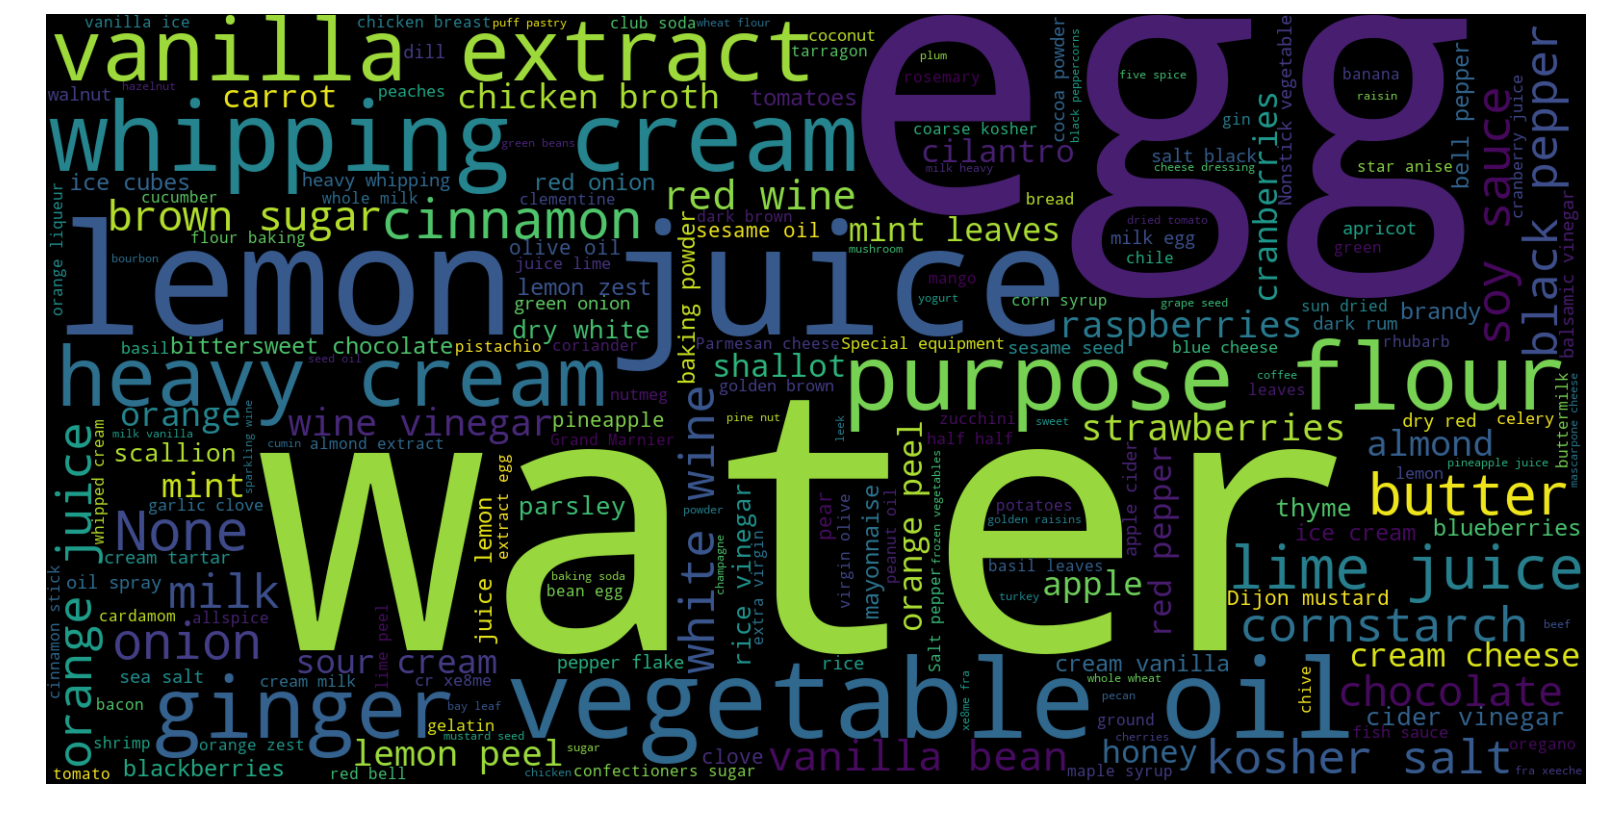 vanilla ice
chicken breast
puff pastry
club soda
wheat flour
vanilla extract
egg
dill
coconut
tarragon
plum
rosemary
cocoa powder
black peppercorns
five spice
Nonstick vegetable
banana
raisin
bell pepper
soy sauce
cranberry juice
black pepper
walnut
hazelnut
carrot
peaches
chicken broth
tomatoes
whipping cream
green beans
coarse kosher
cilantro
milk heavy
gin
salt black
cheese dressing
star anise
cranberries
orange liqueur
ice cubes
cucumber
heavy whipping
whole milk
red onion
clementine
red wine
bread
brown sugar
flour baking
cinnamon
dark brown
sesame oil
mint leaves
mushroom
dried tomato
milk egg
chile
apricot
green
balsamic vinegar
bourbon
lemon juice
olive oil
juice lime
lemon zest
green onion
baking powder
mango
yogurt
corn syrup
grape seed
sun dried
dark rum
brandy
dry white
raspberries
basil
bittersweet chocolate
pistachio
coriander
seed oil
Parmesan cheese
Special equipment
sesame seed
blue cheese
rhubarb
heavy cream
shallot
golden brown
purpose flour
nutmeg
coffee
leaves
buttermilk
mascarpone cheese
orange
wine vinegar
pineapple
Grand Marnier
pine nut
leek
zucchini
half half
sweet
strawberries
dry red
celery
milk vanilla
sparkling wine
cumin
almond extract
water
almond
whipped cream
orange juice
scallion
mint
garlic clove
extract egg
parsley
white wine
powder
rice vinegar
extra virgin
champagne
pear
virgin olive
mayonnaise
peanut oil
orange peel
frozen vegetables
Salt pepper
potatoes
golden raisins
apple cider
red pepper
lemon
pineapple juice
butter
thyme
ice cream
blueberries
None
cream tartar
oil spray
milk
juice lemon
baking soda
bean egg
basil leaves
turkey
apple
lime juice
Dijon mustard
cinnamon stick
cardamom
allspice
onion
lime peel
cornstarch
beef
sour cream
pepper flake
rice
cream vanilla
cream cheese
sea salt
cream milk
cr xe8me
whole wheat
pecan
chive
chocolate
bacon
ginger
bay leaf
gelatin
mustard seed
vegetable oil
xe8me fra
ground
cherries
cider vinegar
fish sauce
shrimp
orange zest
lemon peel
sugar
clove
vanilla bean
honey
kosher salt
oregano
tomato
blackberries
red bell
chicken
confectioners sugar
maple syrup
fra xeeche